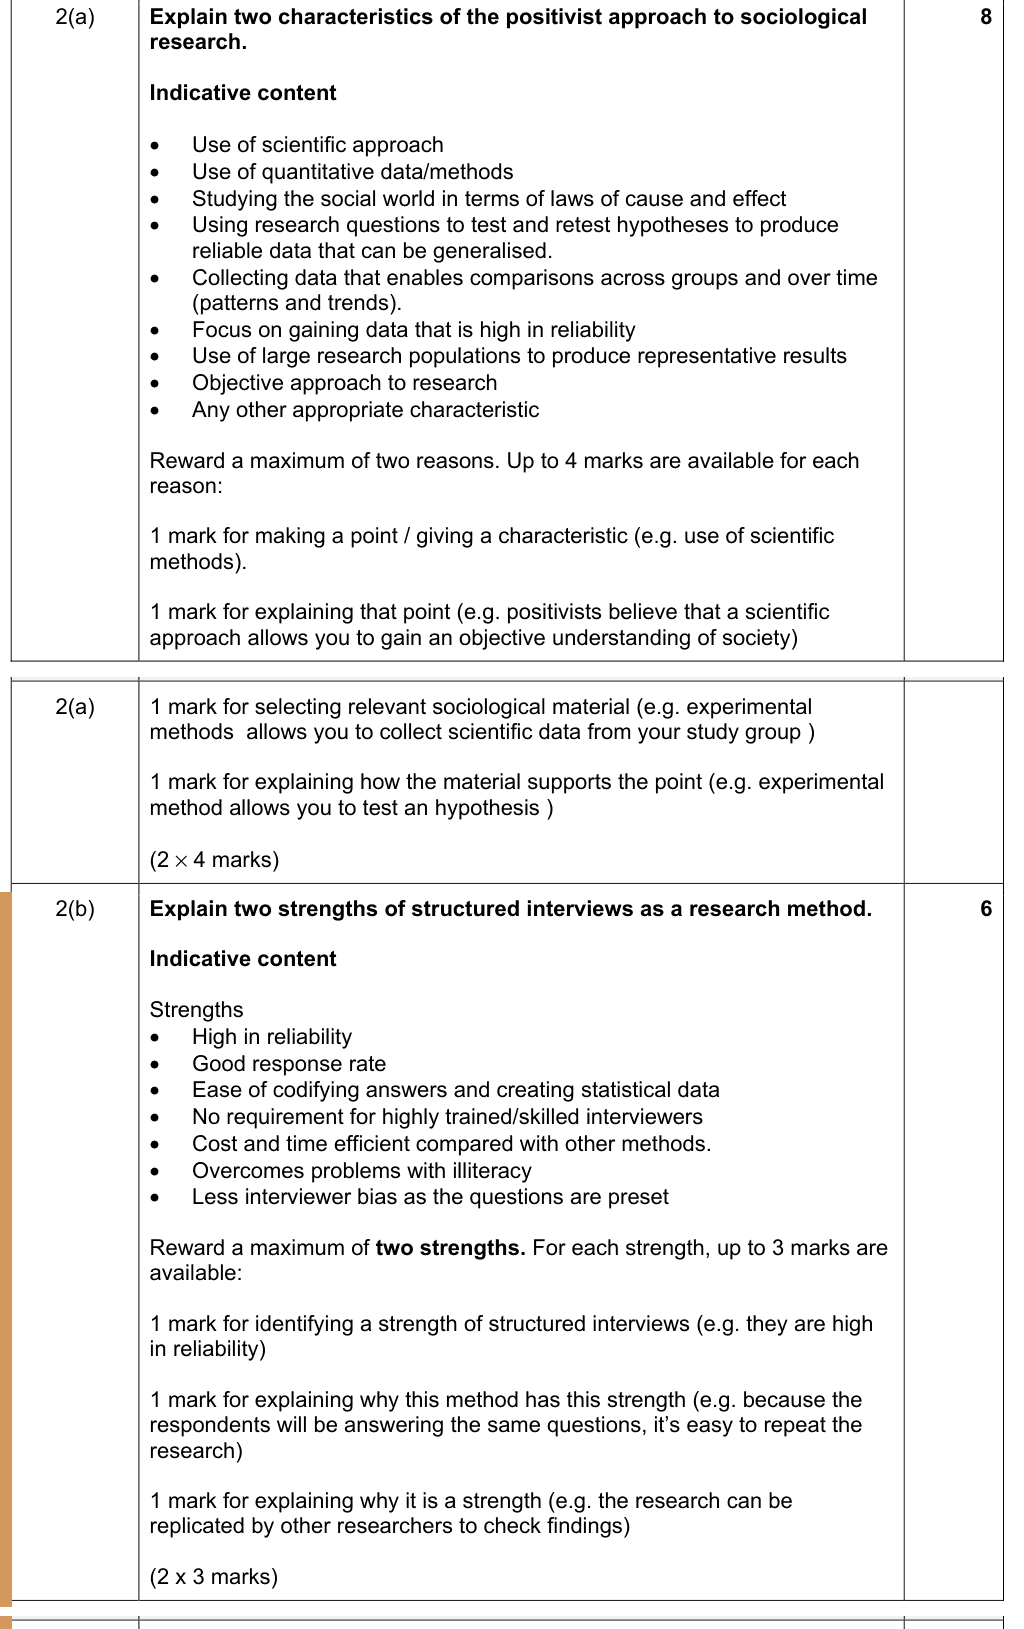 2(a)
Explain two characteristics of the positivist approach to sociological
research.
8
Indicative content
• Use of scientific approach
• Use of quantitative data/methods
• Studying the social world in terms of laws of cause and effect
• Using research questions to test and retest hypotheses to produce
reliable data that can be generalised.
• Collecting data that enables comparisons across groups and over time
(patterns and trends).
• Focus on gaining data that is high in reliability
• Use of large research populations to produce representative results
• Objective approach to research
• Any other appropriate characteristic
Reward a maximum of two reasons. Up to 4 marks are available for each
reason:
1 mark for making a point / giving a characteristic (e.g. use of scientific
methods).
1 mark for explaining that point (e.g. positivists believe that a scientific
approach allows you to gain an objective understanding of society)
2(a)
1 mark for selecting relevant sociological material (e.g. experimental
methods  allows you to collect scientific data from your study group )
1 mark for explaining how the material supports the point (e.g. experimental
method allows you to test an hypothesis )
(2 × 4 marks)
2(b)
Explain two strengths of structured interviews as a research method.
6
Indicative content
Strengths
• High in reliability
• Good response rate
• Ease of codifying answers and creating statistical data
• No requirement for highly trained/skilled interviewers
• Cost and time efficient compared with other methods.
• Overcomes problems with illiteracy
• Less interviewer bias as the questions are preset
Reward a maximum of two strengths. For each strength, up to 3 marks are
available:
1 mark for identifying a strength of structured interviews (e.g. they are high
in reliability)
1 mark for explaining why this method has this strength (e.g. because the
respondents will be answering the same questions, it's easy to repeat the
research)
1 mark for explaining why it is a strength (e.g. the research can be
replicated by other researchers to check findings)
(2 x 3 marks)